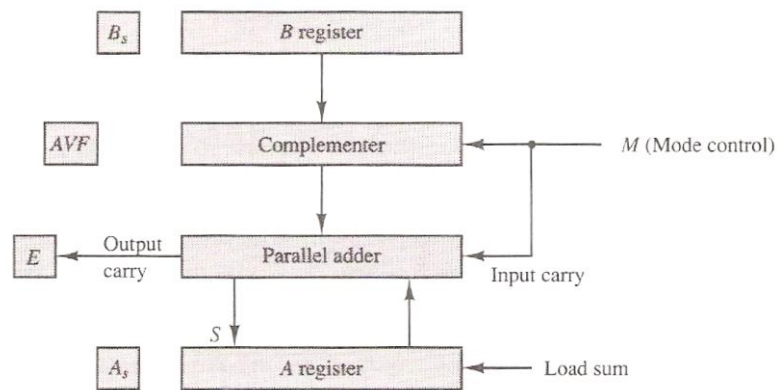 Bs
B register
AVF
Complementer
M (Mode control)
E
Output
carry
Parallel adder
Input carry
S
As
A register
Load sum